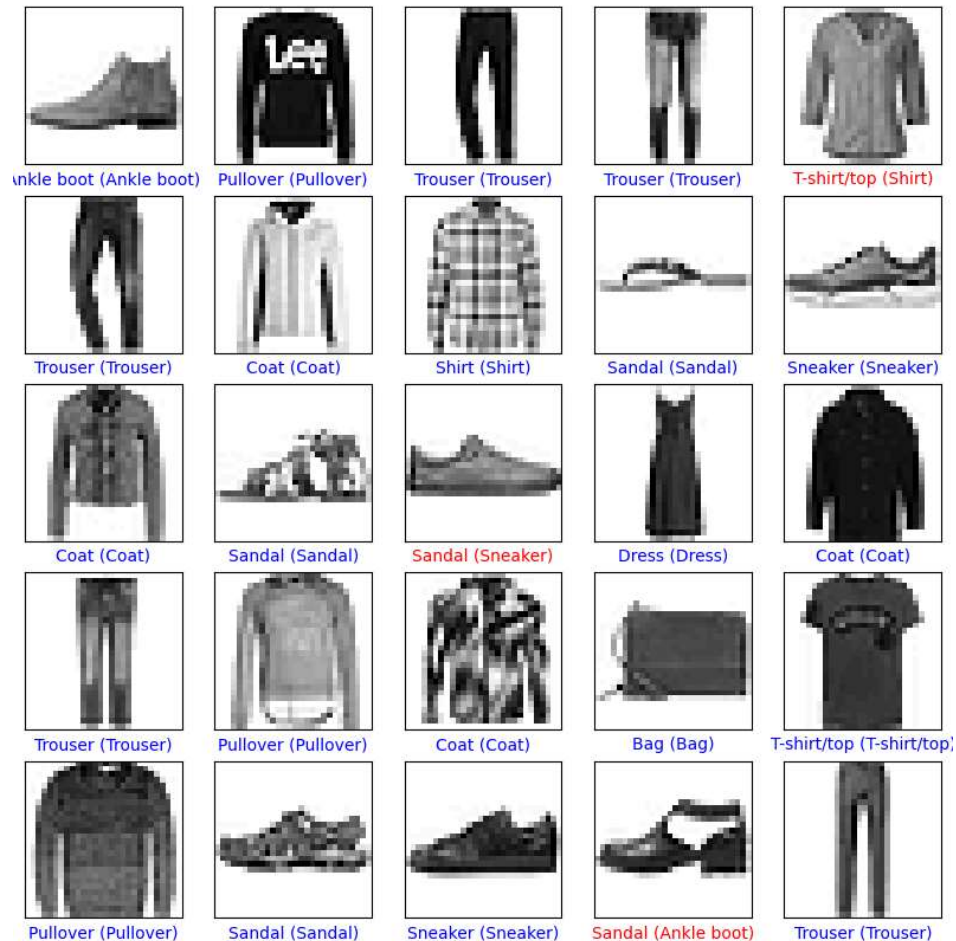 Ankle boot (Ankle boot)
Lee
Pullover (Pullover)
Trouser (Trouser)
Trouser (Trouser)
T-shirt/top (Shirt)
Trouser (Trouser)
Coat (Coat)
Shirt (Shirt)
Sandal (Sandal)
Sneaker (Sneaker)
Coat (Coat)
Sandal (Sandal)
Sandal (Sneaker)
Dress (Dress)
Coat (Coat)
Trouser (Trouser)
Pullover (Pullover)
Coat (Coat)
Bag (Bag)
T-shirt/top (T-shirt/top)
Pullover (Pullover)
Sandal (Sandal)
Sneaker (Sneaker)
Sandal (Ankle boot)
Trouser (Trouser)